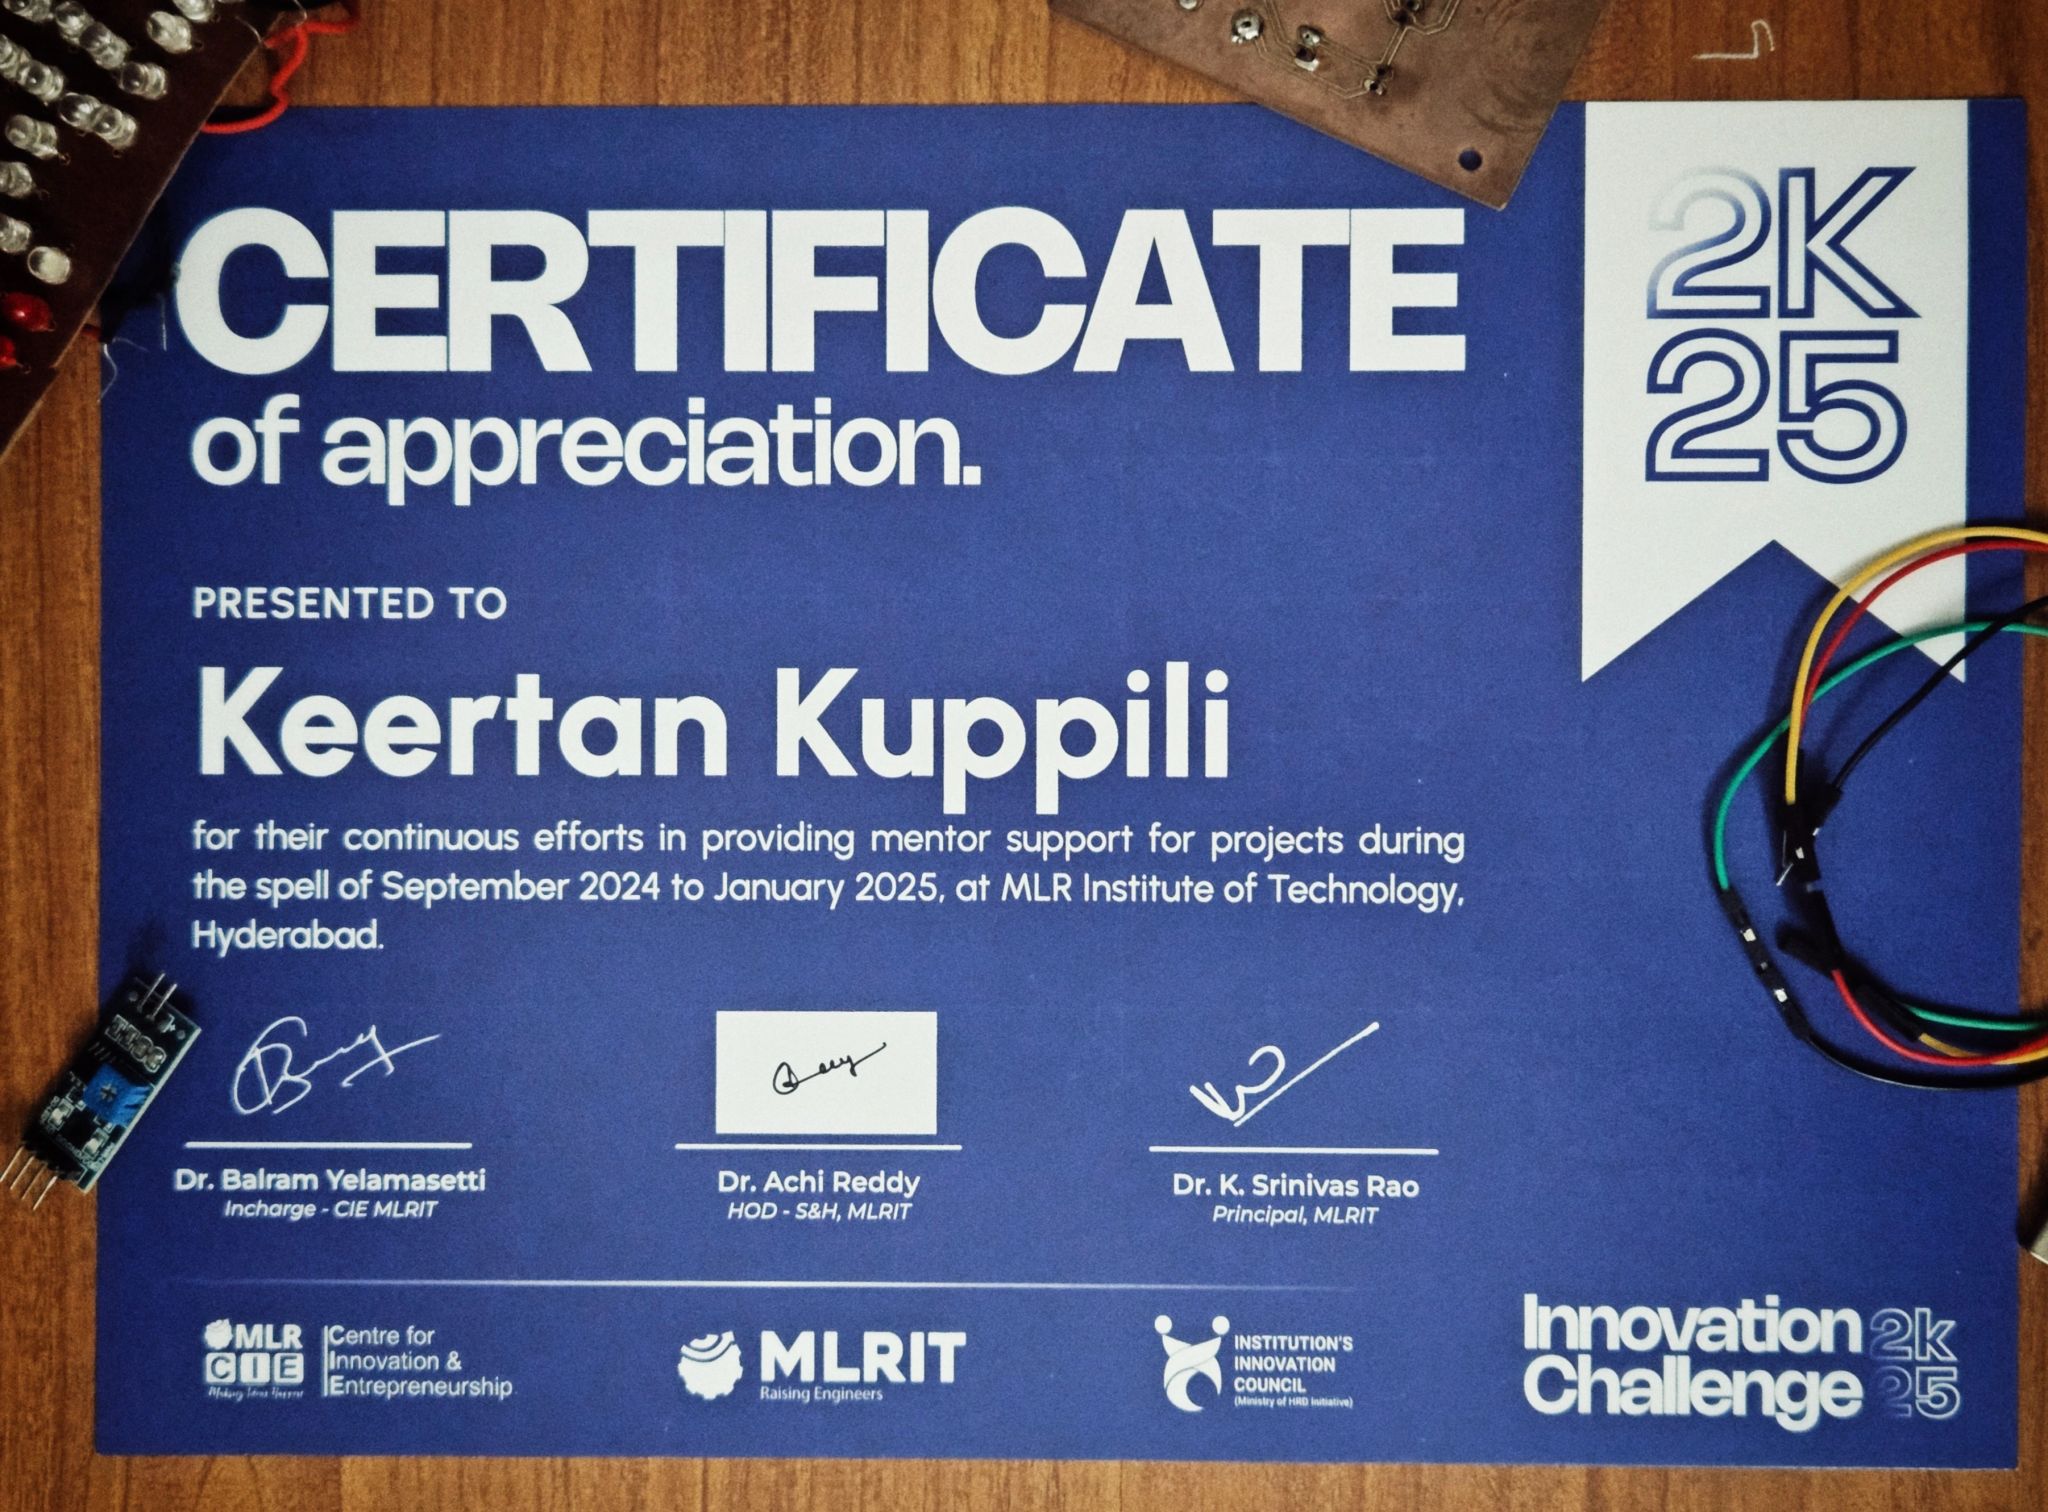 CERTIFICATE
of appreciation.
2K
25
PRESENTED TO
Keertan Kuppili
for their continuous efforts in providing mentor support for projects during
the spell of September 2024 to January 2025, at MLR Institute of Technology,
Hyderabad.
Dr. Balram Yelamasetti
Incharge - CIE MLRIT
Dr. Achi Reddy
HOD - S&H, MLRIT
Dr. K. Srinivas Rao
Principal, MLRIT
MLR
CIE
Making Ideas Happen
Centre for
Innovation &
Entrepreneurship
MLRIT
Raising Engineers
INSTITUTION'S
INNOVATION
COUNCIL
(Ministry of HRD Initiative)
Innovation 2k
Challenge 25